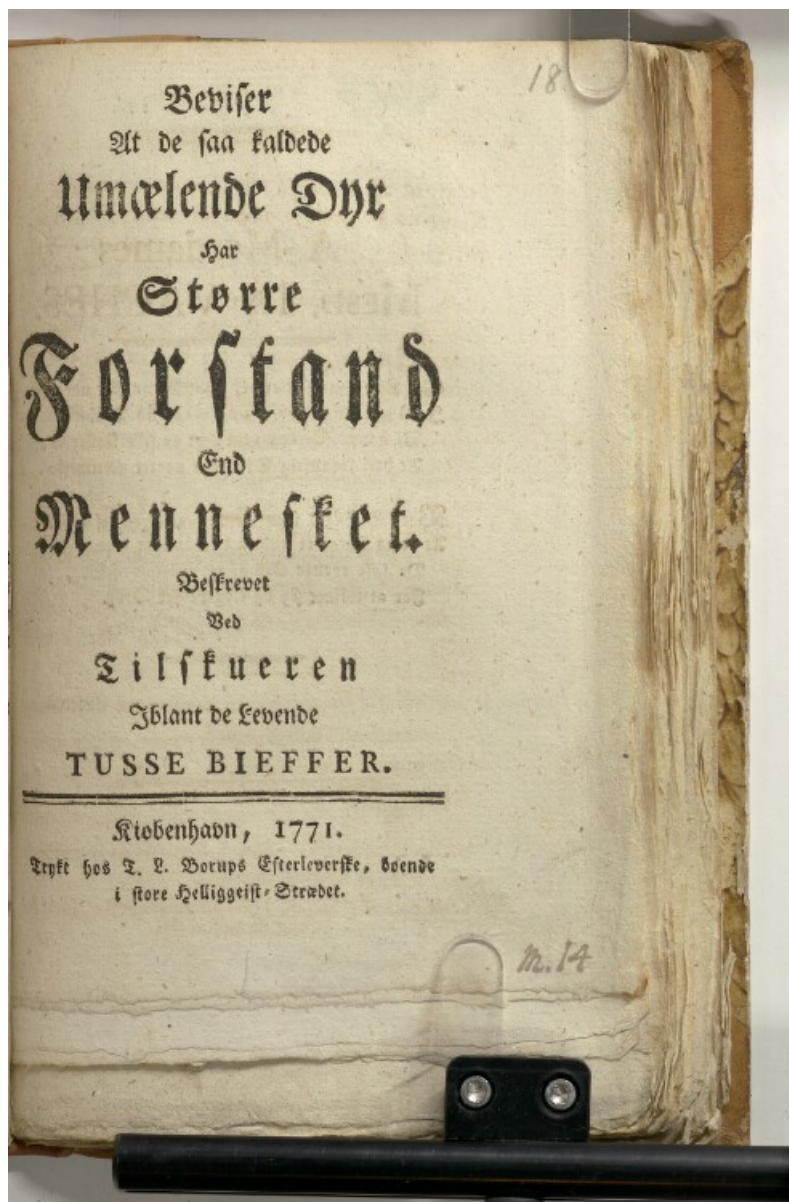 18.
Beviser
At de saa kaldede
Umælende Dyr
Har
Større
Forstand
End
Mennesket.
Beskrevet
Ved
Tilskueren
Iblant de Levende
TUSSE BIEFFER.
Kiobenhavn, 1771.
Trykt hos T. L. Borups Efterleverske, boende
i store Helliggeist-Strædet.
M. 14